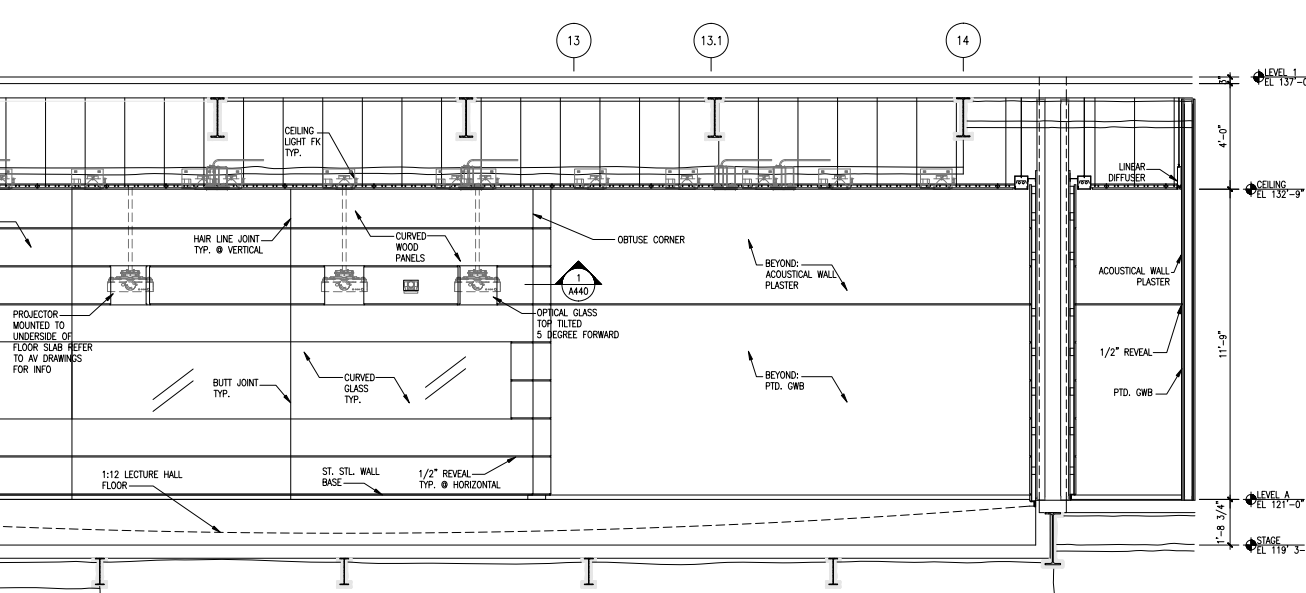 13
13.1
14
LEVEL 1
EL 137'-0
3"
4'-0"
CEILING
LIGHT FX
TYP.
LINEAR
DIFFUSER
CEILING
EL 132'-9"
HAIR LINE JOINT
TYP. @ VERTICAL
CURVED
WOOD
PANELS
OBTUSE CORNER
BEYOND:
ACOUSTICAL WALL
PLASTER
ACOUSTICAL WALL
PLASTER
1
A440
PROJECTOR
MOUNTED TO
UNDERSIDE OF
FLOOR SLAB REFER
TO AV DRAWINGS
FOR INFO
OPTICAL GLASS
TOP TILTED
5 DEGREE FORWARD
1/2" REVEAL
11'-9"
BUTT JOINT
TYP.
CURVED
GLASS
TYP.
BEYOND:
PTD. GWB
PTD. GWB
1:12 LECTURE HALL
FLOOR
ST. STL. WALL
BASE
1/2" REVEAL
TYP. @ HORIZONTAL
LEVEL A
EL 121'-0"
1'-8 3/4"
STAGE
EL 119' 3-